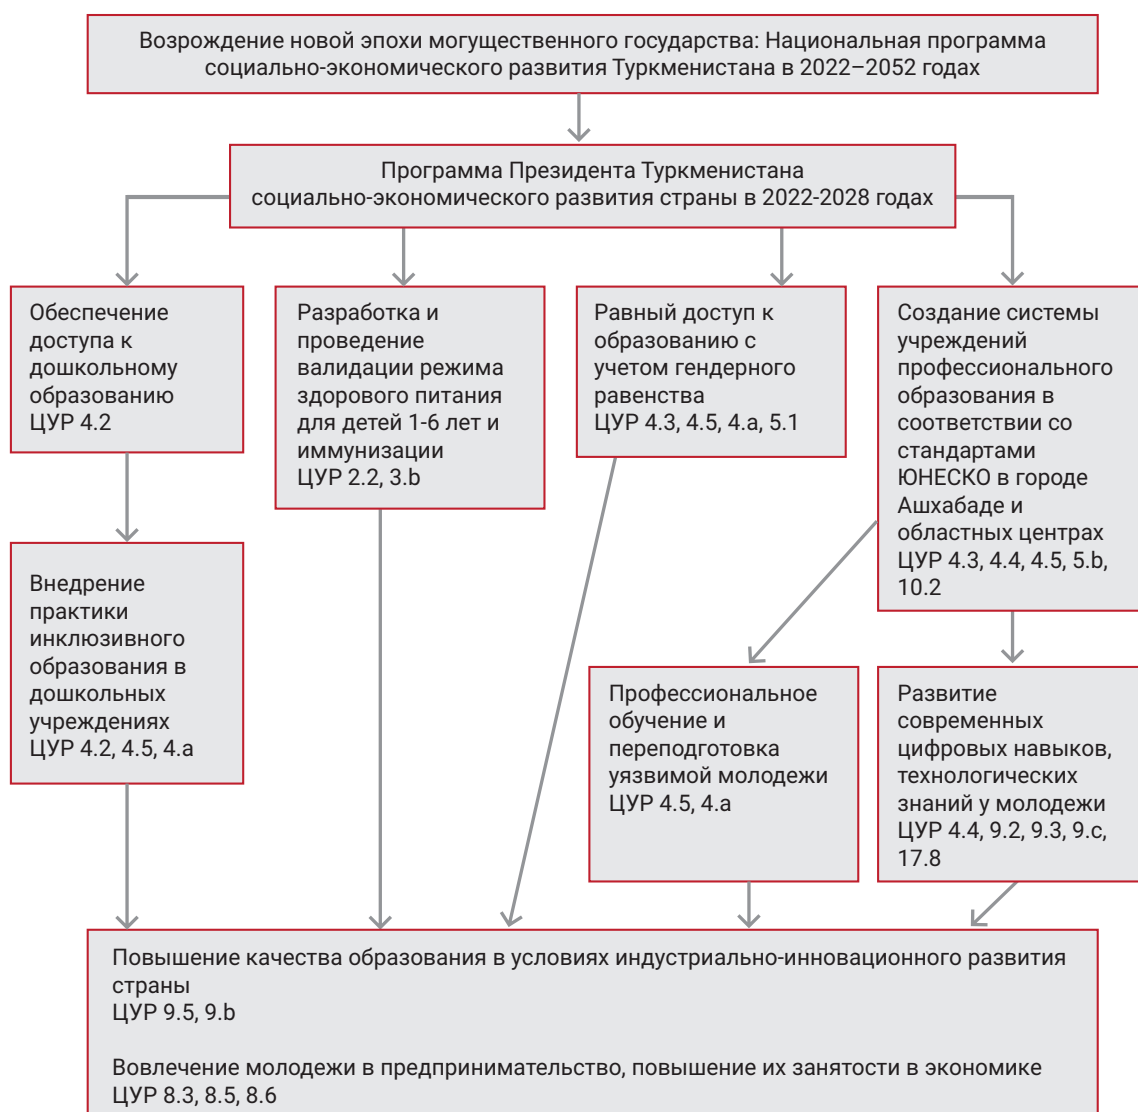 Возрождение новой эпохи могущественного государства: Национальная программа
социально-экономического развития Туркменистана в 2022–2052 годах
Программа Президента Туркменистана
социально-экономического развития страны в 2022-2028 годах
Обеспечение
доступа к
дошкольному
образованию
ЦУР 4.2
Разработка и
проведение
валидации режима
здорового питания
для детей 1-6 лет и
иммунизации
ЦУР 2.2, 3.b
Равный доступ к
образованию с
учетом гендерного
равенства
ЦУР 4.3, 4.5, 4.a, 5.1
Создание системы
учреждений
профессионального
образования в
соответствии со
стандартами
ЮНЕСКО в городе
Ашхабаде и
областных центрах
ЦУР 4.3, 4.4, 4.5, 5.b,
10.2
Внедрение
практики
инклюзивного
образования в
дошкольных
учреждениях
ЦУР 4.2, 4.5, 4.a
Профессиональное
обучение и
переподготовка
уязвимой молодежи
ЦУР 4.5, 4.a
Развитие
современных
цифровых навыков,
технологических
знаний у молодежи
ЦУР 4.4, 9.2, 9.3, 9.c,
17.8
Повышение качества образования в условиях индустриально-инновационного развития
страны
ЦУР 9.5, 9.b
Вовлечение молодежи в предпринимательство, повышение их занятости в экономике
ЦУР 8.3, 8.5, 8.6